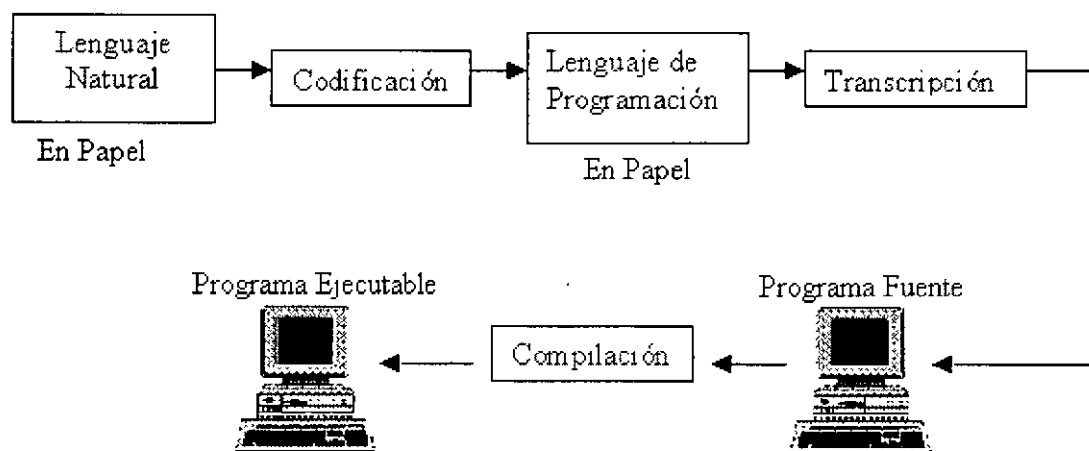 Lenguaje
Natural
Codificación
Lenguaje de
Programación
Transcripción
En Papel
En Papel
Programa Ejecutable
Programa Fuente
Compilación